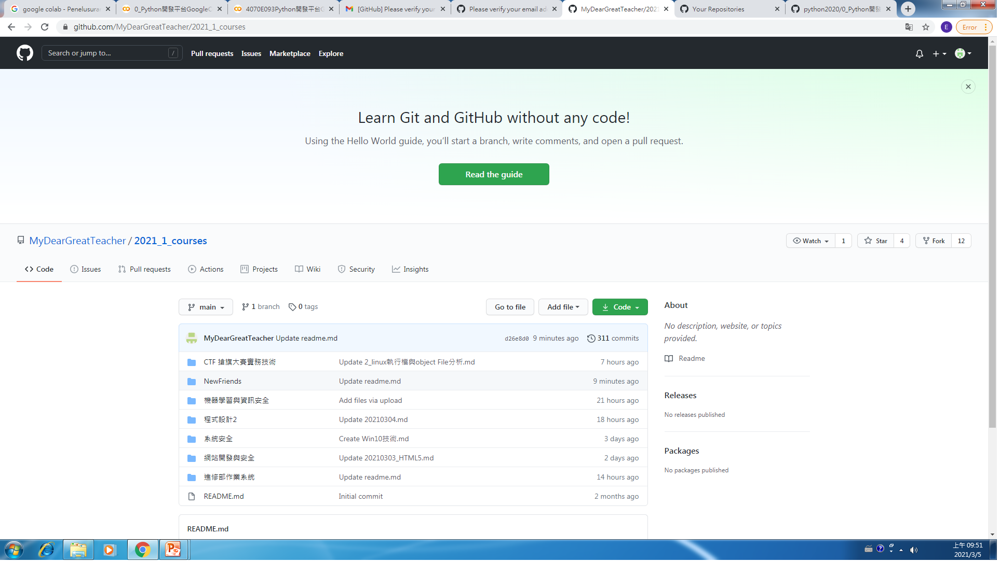 google colab - Penelusura
0_Python開發平台GoogleC
4070E093Python開發平台G
[GitHub] Please verify your
Please verify your email ad
MyDearGreatTeacher/2021
Your Repositories
python2020/0_Python開發
github.com/MyDearGreatTeacher/2021_1_courses
E
Error
Search or jump to...
/
Pull requests
Issues
Marketplace
Explore
Learn Git and GitHub without any code!
Using the Hello World guide, you’ll start a branch, write comments, and open a pull request.
Read the guide
MyDearGreatTeacher / 2021_1_courses
Watch 1
Star 4
Fork 12
Code
Issues
Pull requests
Actions
Projects
Wiki
Security
Insights
main
1 branch
0 tags
Go to file
Add file
Code
MyDearGreatTeacher Update readme.md d26e8d0 9 minutes ago 311 commits
CTF 搶旗大賽實務技術 Update 2_linux執行檔與object File分析.md 7 hours ago
NewFriends Update readme.md 9 minutes ago
機器學習與資訊安全 Add files via upload 21 hours ago
程式設計2 Update 20210304.md 18 hours ago
系統安全 Create Win10技術.md 3 days ago
網站開發與安全 Update 20210303_HTML5.md 2 days ago
進修部作業系統 Update readme.md 14 hours ago
README.md Initial commit 2 months ago
README.md
About
No description, website, or topics
provided.
Readme
Releases
No releases published
Packages
No packages published
上午 09:51
2021/3/5